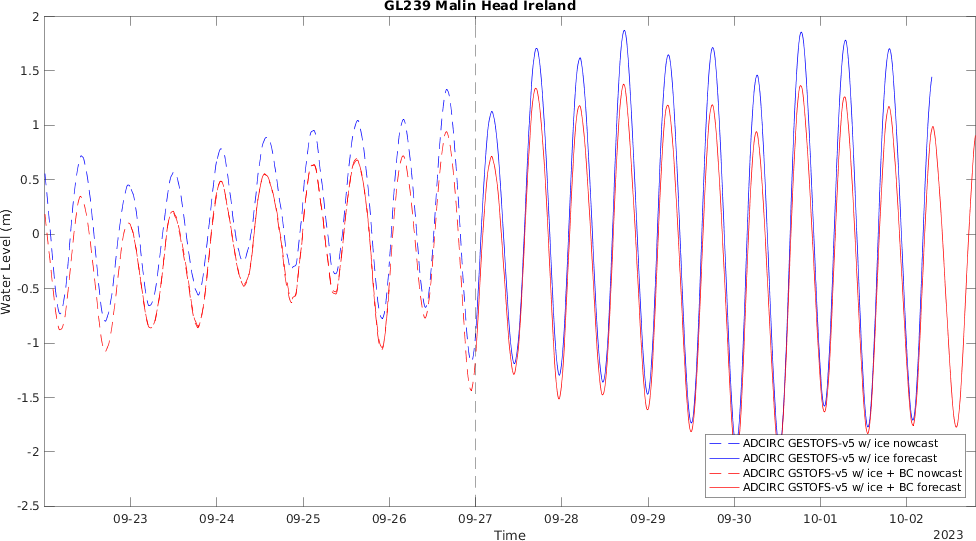 GL239 Malin Head Ireland
2
1.5
1
0.5
0
-0.5
-1
-1.5
-2
-2.5
Water Level (m)
ADCIRC GESTOFS-v5 w/ ice nowcast
ADCIRC GESTOFS-v5 w/ ice forecast
ADCIRC GSTOFS-v5 w/ ice + BC nowcast
ADCIRC GSTOFS-v5 w/ ice + BC forecast
09-23 09-24 09-25 09-26 09-27 09-28 09-29 09-30 10-01 10-02
Time
2023